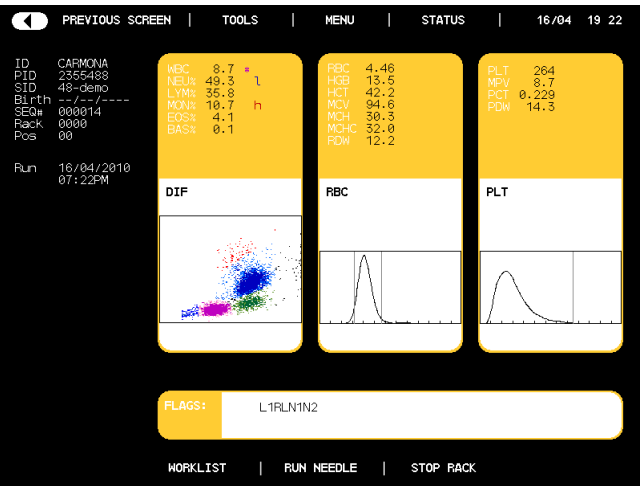 PREVIOUS SCREEN | TOOLS | MENU | STATUS | 16/04 19 22
ID CARMONA
PID 2355488
SID 48-demo
Birth --/--/----
SEQ# 000014
Rack 0000
Pos 00
Run 16/04/2010
07:22PM
WBC 8.7 #
NEU% 49.3 l
LYM% 35.8
MON% 10.7 h
EOS% 4.1
BAS% 0.1
DIF
RBC 4.46
HGB 13.5
HCT 42.2
MCV 94.6
MCH 30.3
MCHC 32.0
RDW 12.2
RBC
PLT 264
MPV 8.7
PCT 0.229
PDW 14.3
PLT
FLAGS: L1RLN1N2
WORKLIST | RUN NEEDLE | STOP RACK